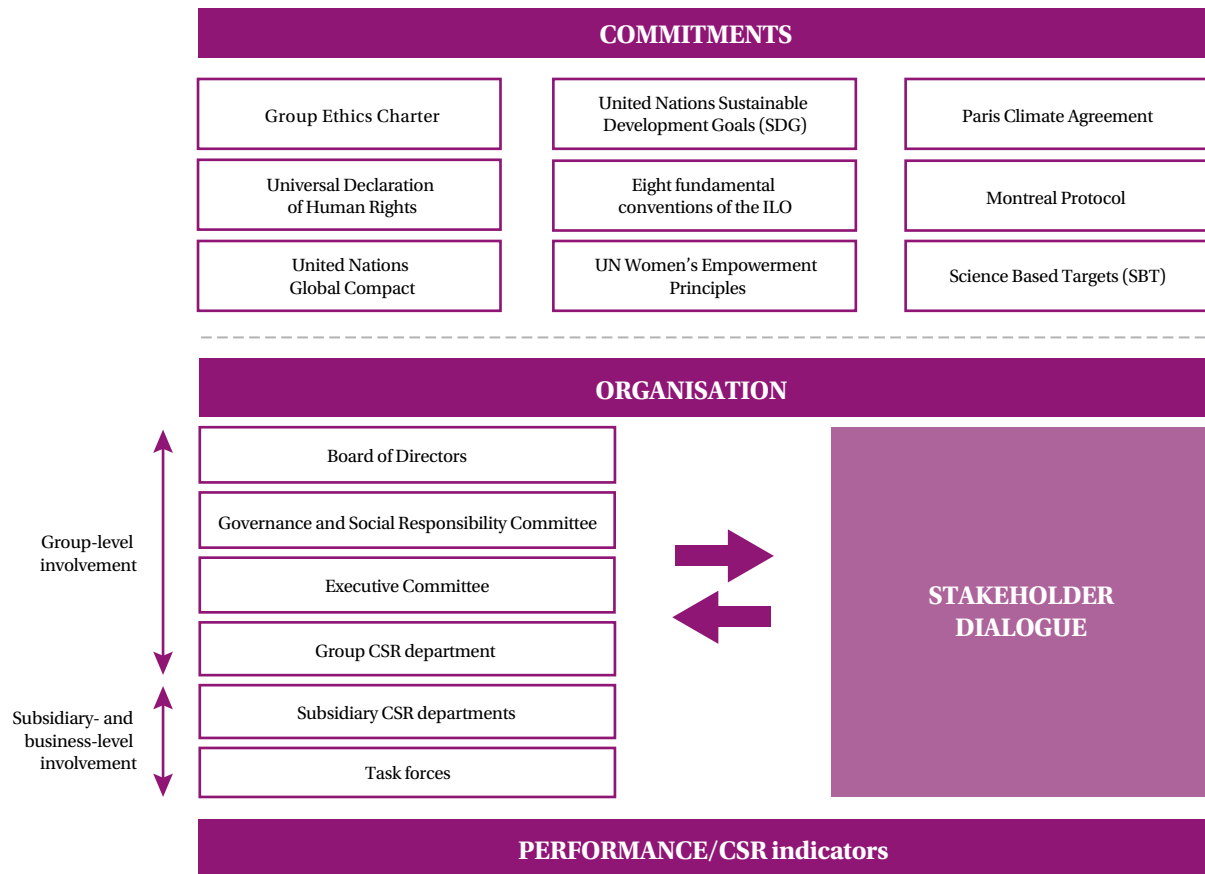 COMMITMENTS
Group Ethics Charter
United Nations Sustainable
Development Goals (SDG)
Paris Climate Agreement
Universal Declaration
of Human Rights
Eight fundamental
conventions of the ILO
Montreal Protocol
United Nations
Global Compact
UN Women's Empowerment
Principles
Science Based Targets (SBT)
ORGANISATION
Group-level
involvement
Board of Directors
Governance and Social Responsibility Committee
Executive Committee
Group CSR department
Subsidiary- and
business-level
involvement
Subsidiary CSR departments
Task forces
STAKEHOLDER
DIALOGUE
PERFORMANCE/CSR indicators